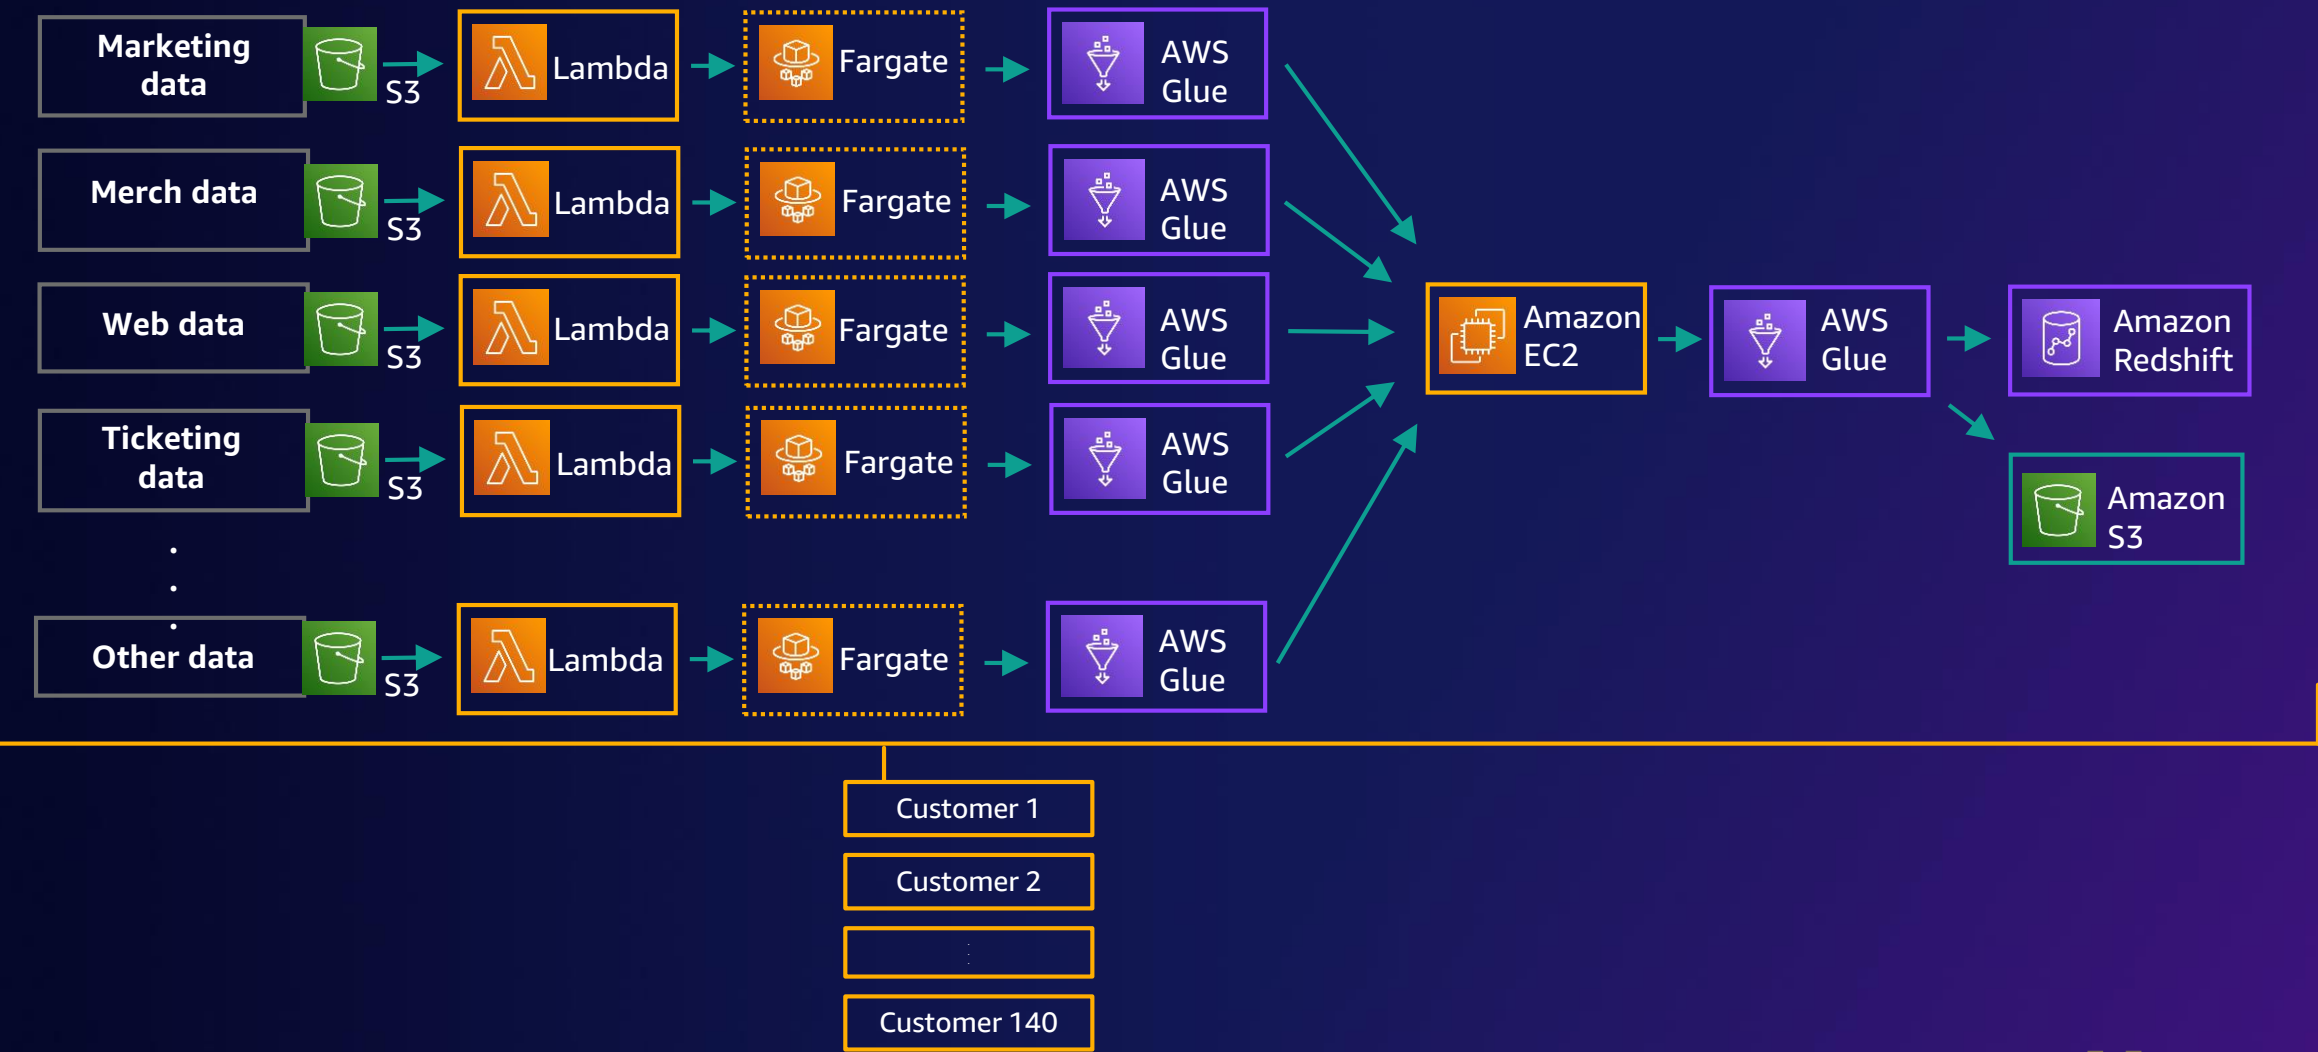 Marketing
data
S3
Lambda
Fargate
AWS
Glue
Merch data
S3
Lambda
Fargate
AWS
Glue
Web data
S3
Lambda
Fargate
AWS
Glue
Amazon
EC2
AWS
Glue
Amazon
Redshift
Ticketing
data
S3
Lambda
Fargate
AWS
Glue
Amazon
S3
.
.
.
Other data
S3
Lambda
Fargate
AWS
Glue
Customer 1
Customer 2
.
.
.
Customer 140